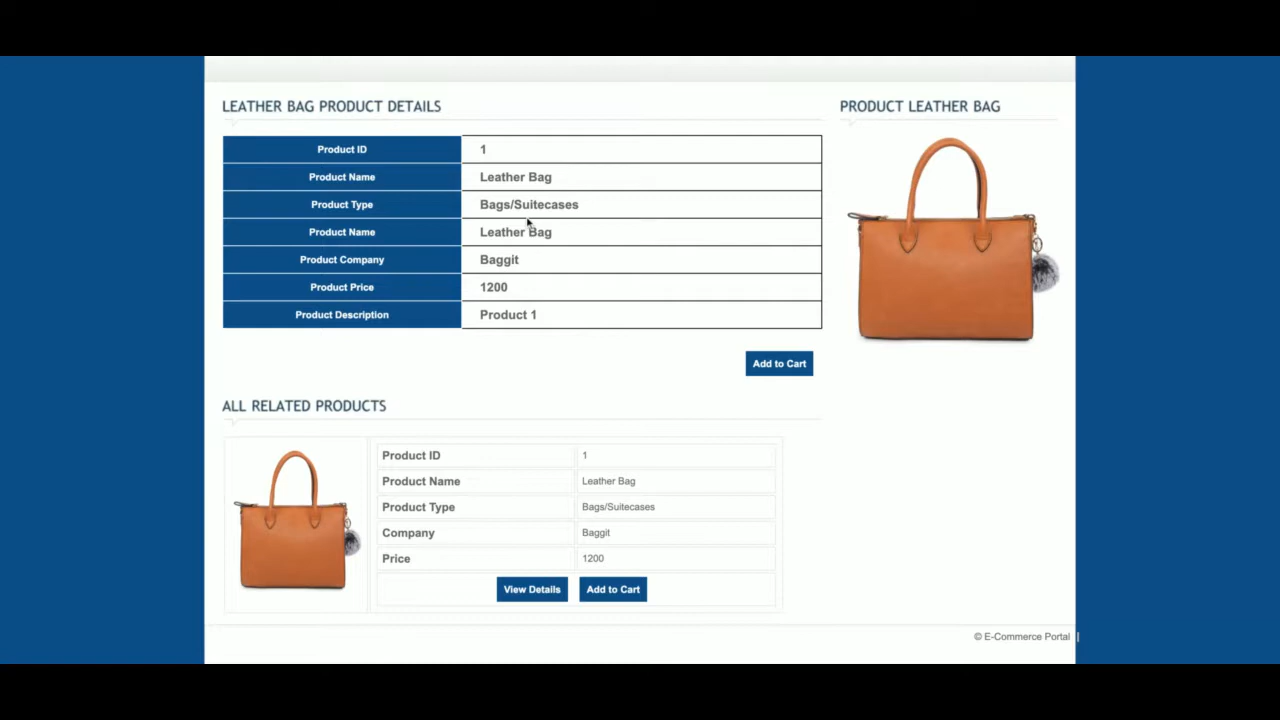 LEATHER BAG PRODUCT DETAILS
Product ID 1
Product Name Leather Bag
Product Type Bags/Suitecases
Product Name Leather Bag
Product Company Baggit
Product Price 1200
Product Description Product 1
Add to Cart
PRODUCT LEATHER BAG
ALL RELATED PRODUCTS
Product ID 1
Product Name Leather Bag
Product Type Bags/Suitecases
Company Baggit
Price 1200
View Details Add to Cart
© E-Commerce Portal |